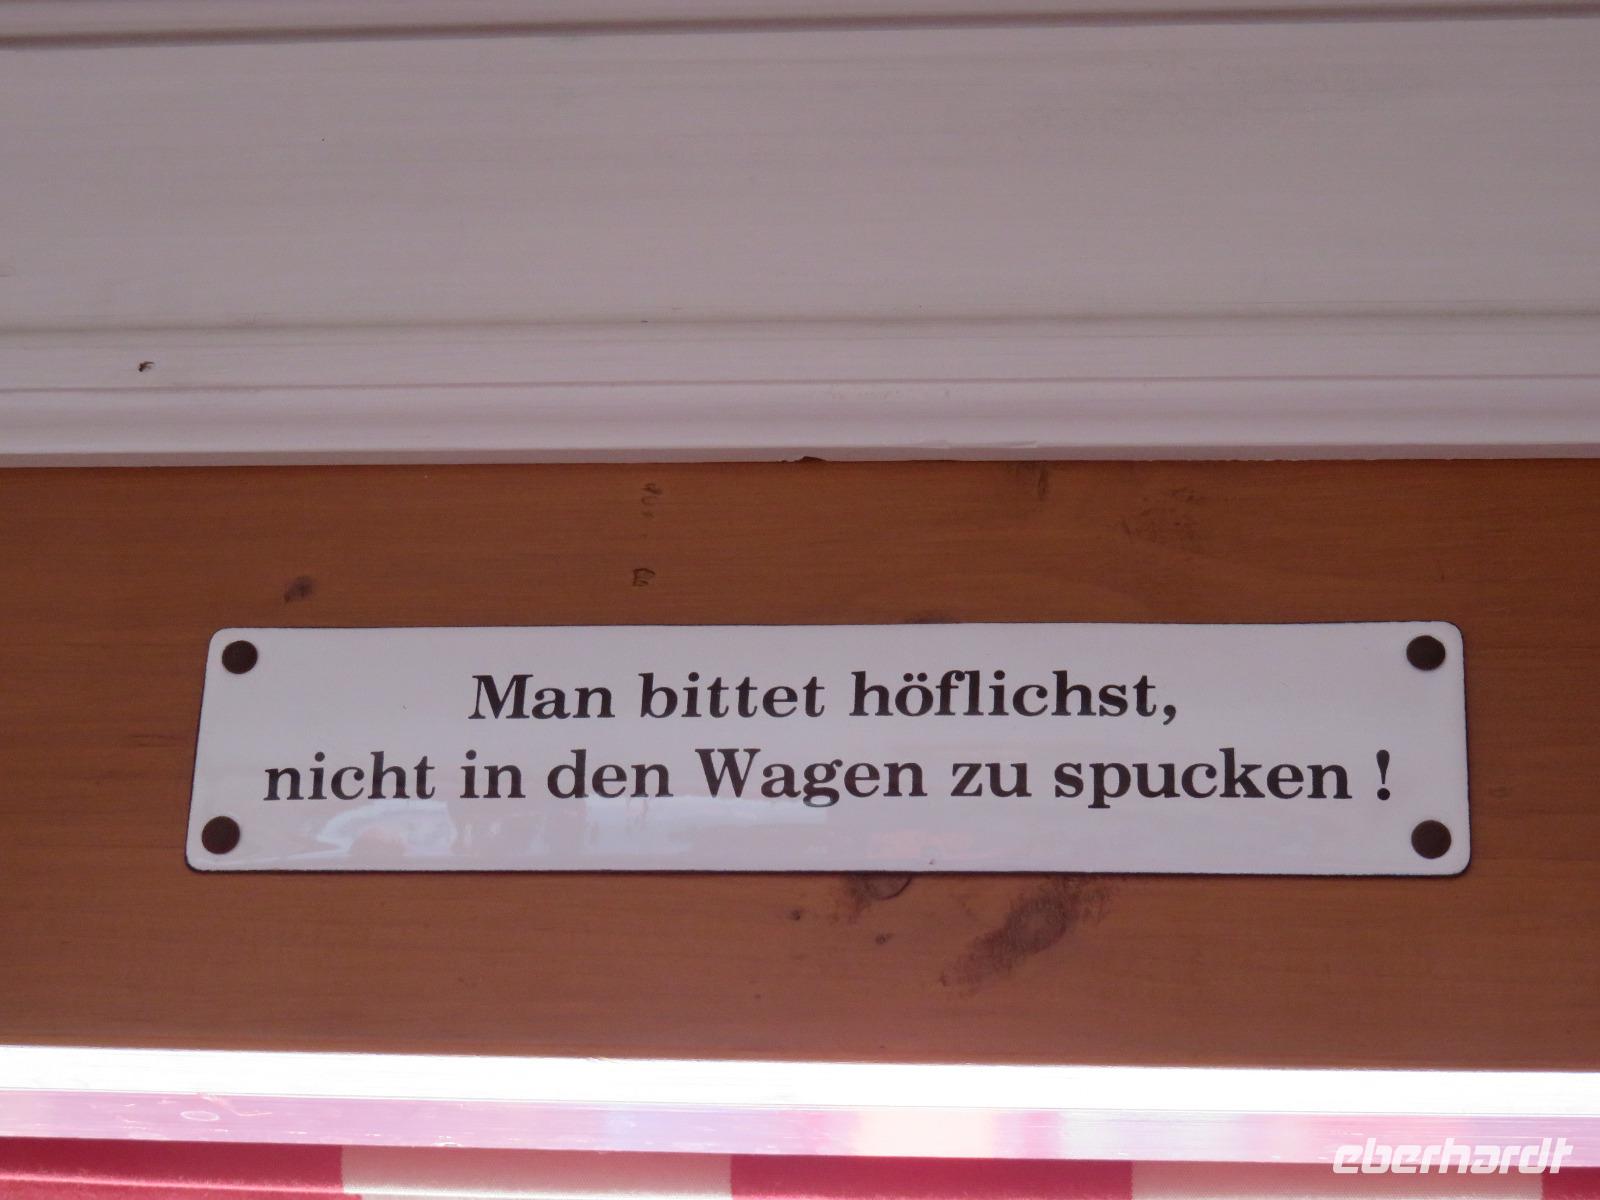 Man bittet höflichst,
nicht in den Wagen zu spucken !
eberhardt